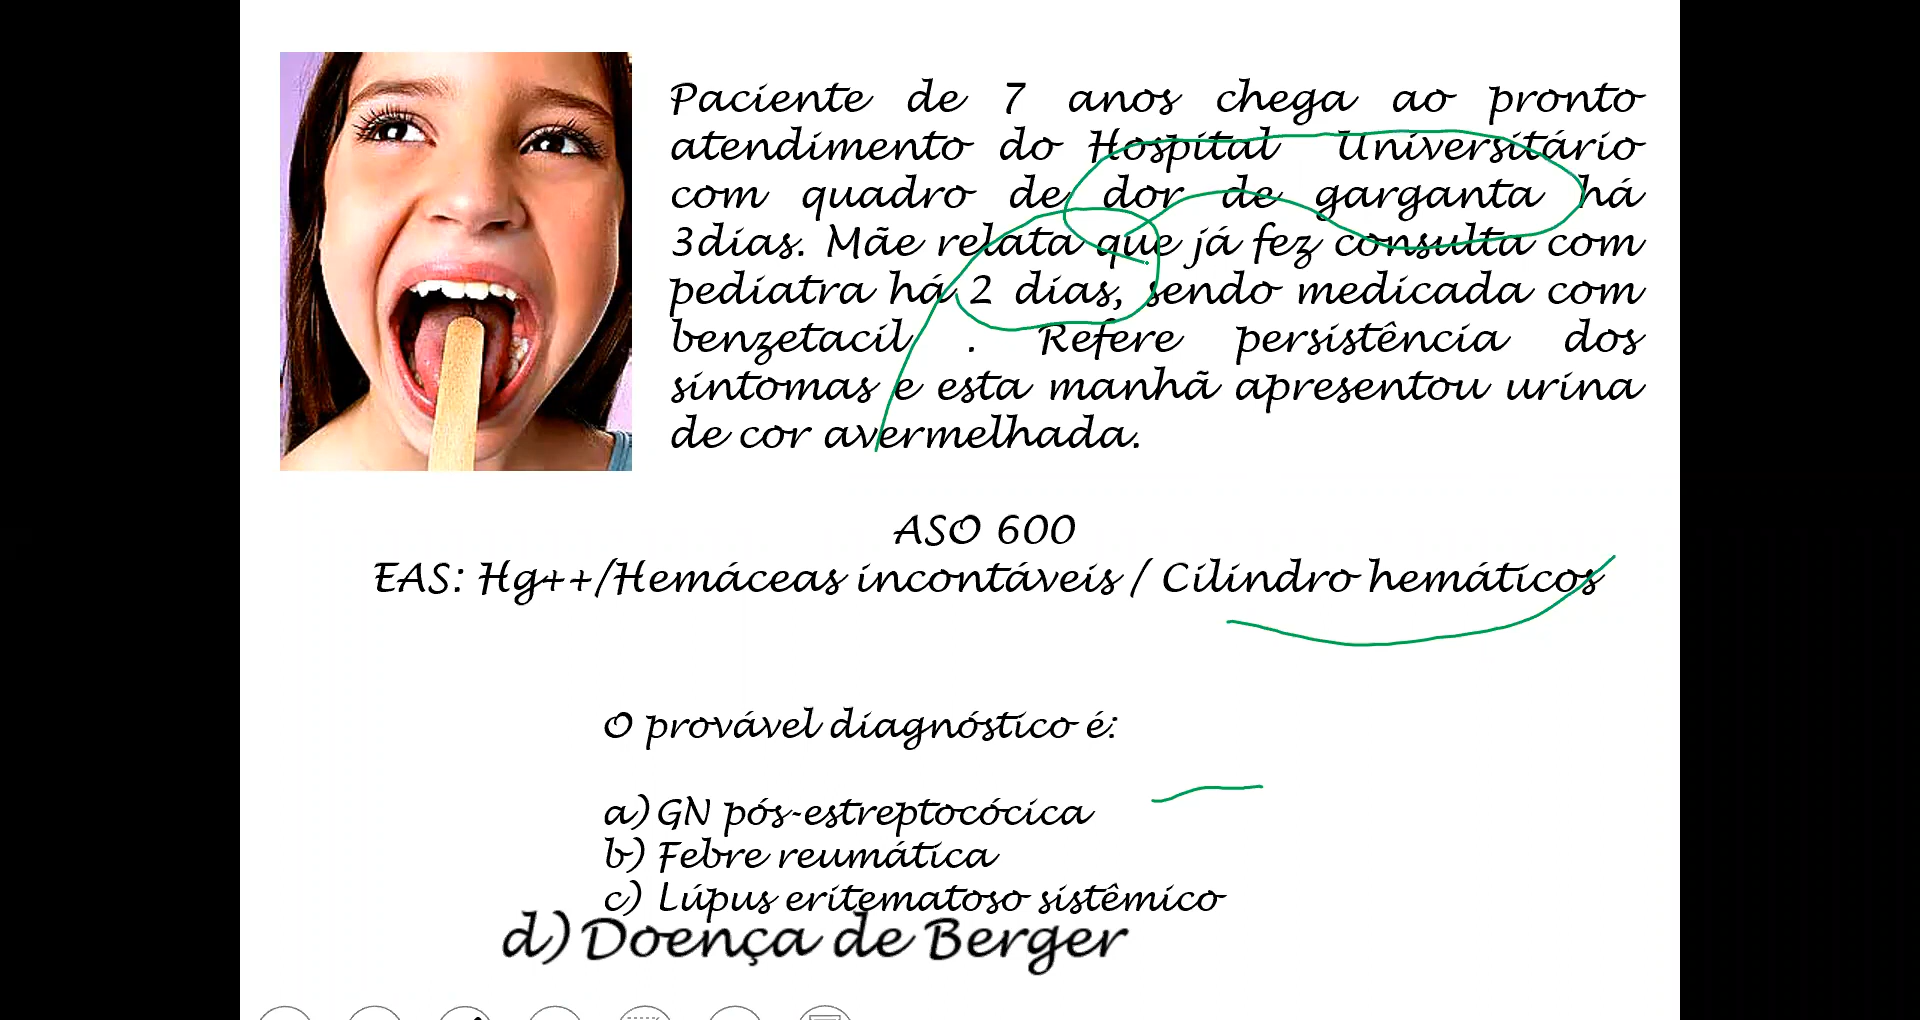 Paciente de 7 anos chega ao pronto
atendimento do Hospital Universitário
com quadro de dor de garganta há
3dias. Mãe relata que já fez consulta com
pediatra há 2 dias, sendo medicada com
benzetacil . Refere persistência dos
sintomas e esta manhã apresentou urina
de cor avermelhada.
ASO 600
EAS: Hg++/Hemáceas incontáveis / Cilindro hemáticos
O provável diagnóstico é:
a) GN pós-estreptocócica
b) Febre reumática
c) Lúpus eritematoso sistêmico
d) Doença de Berger